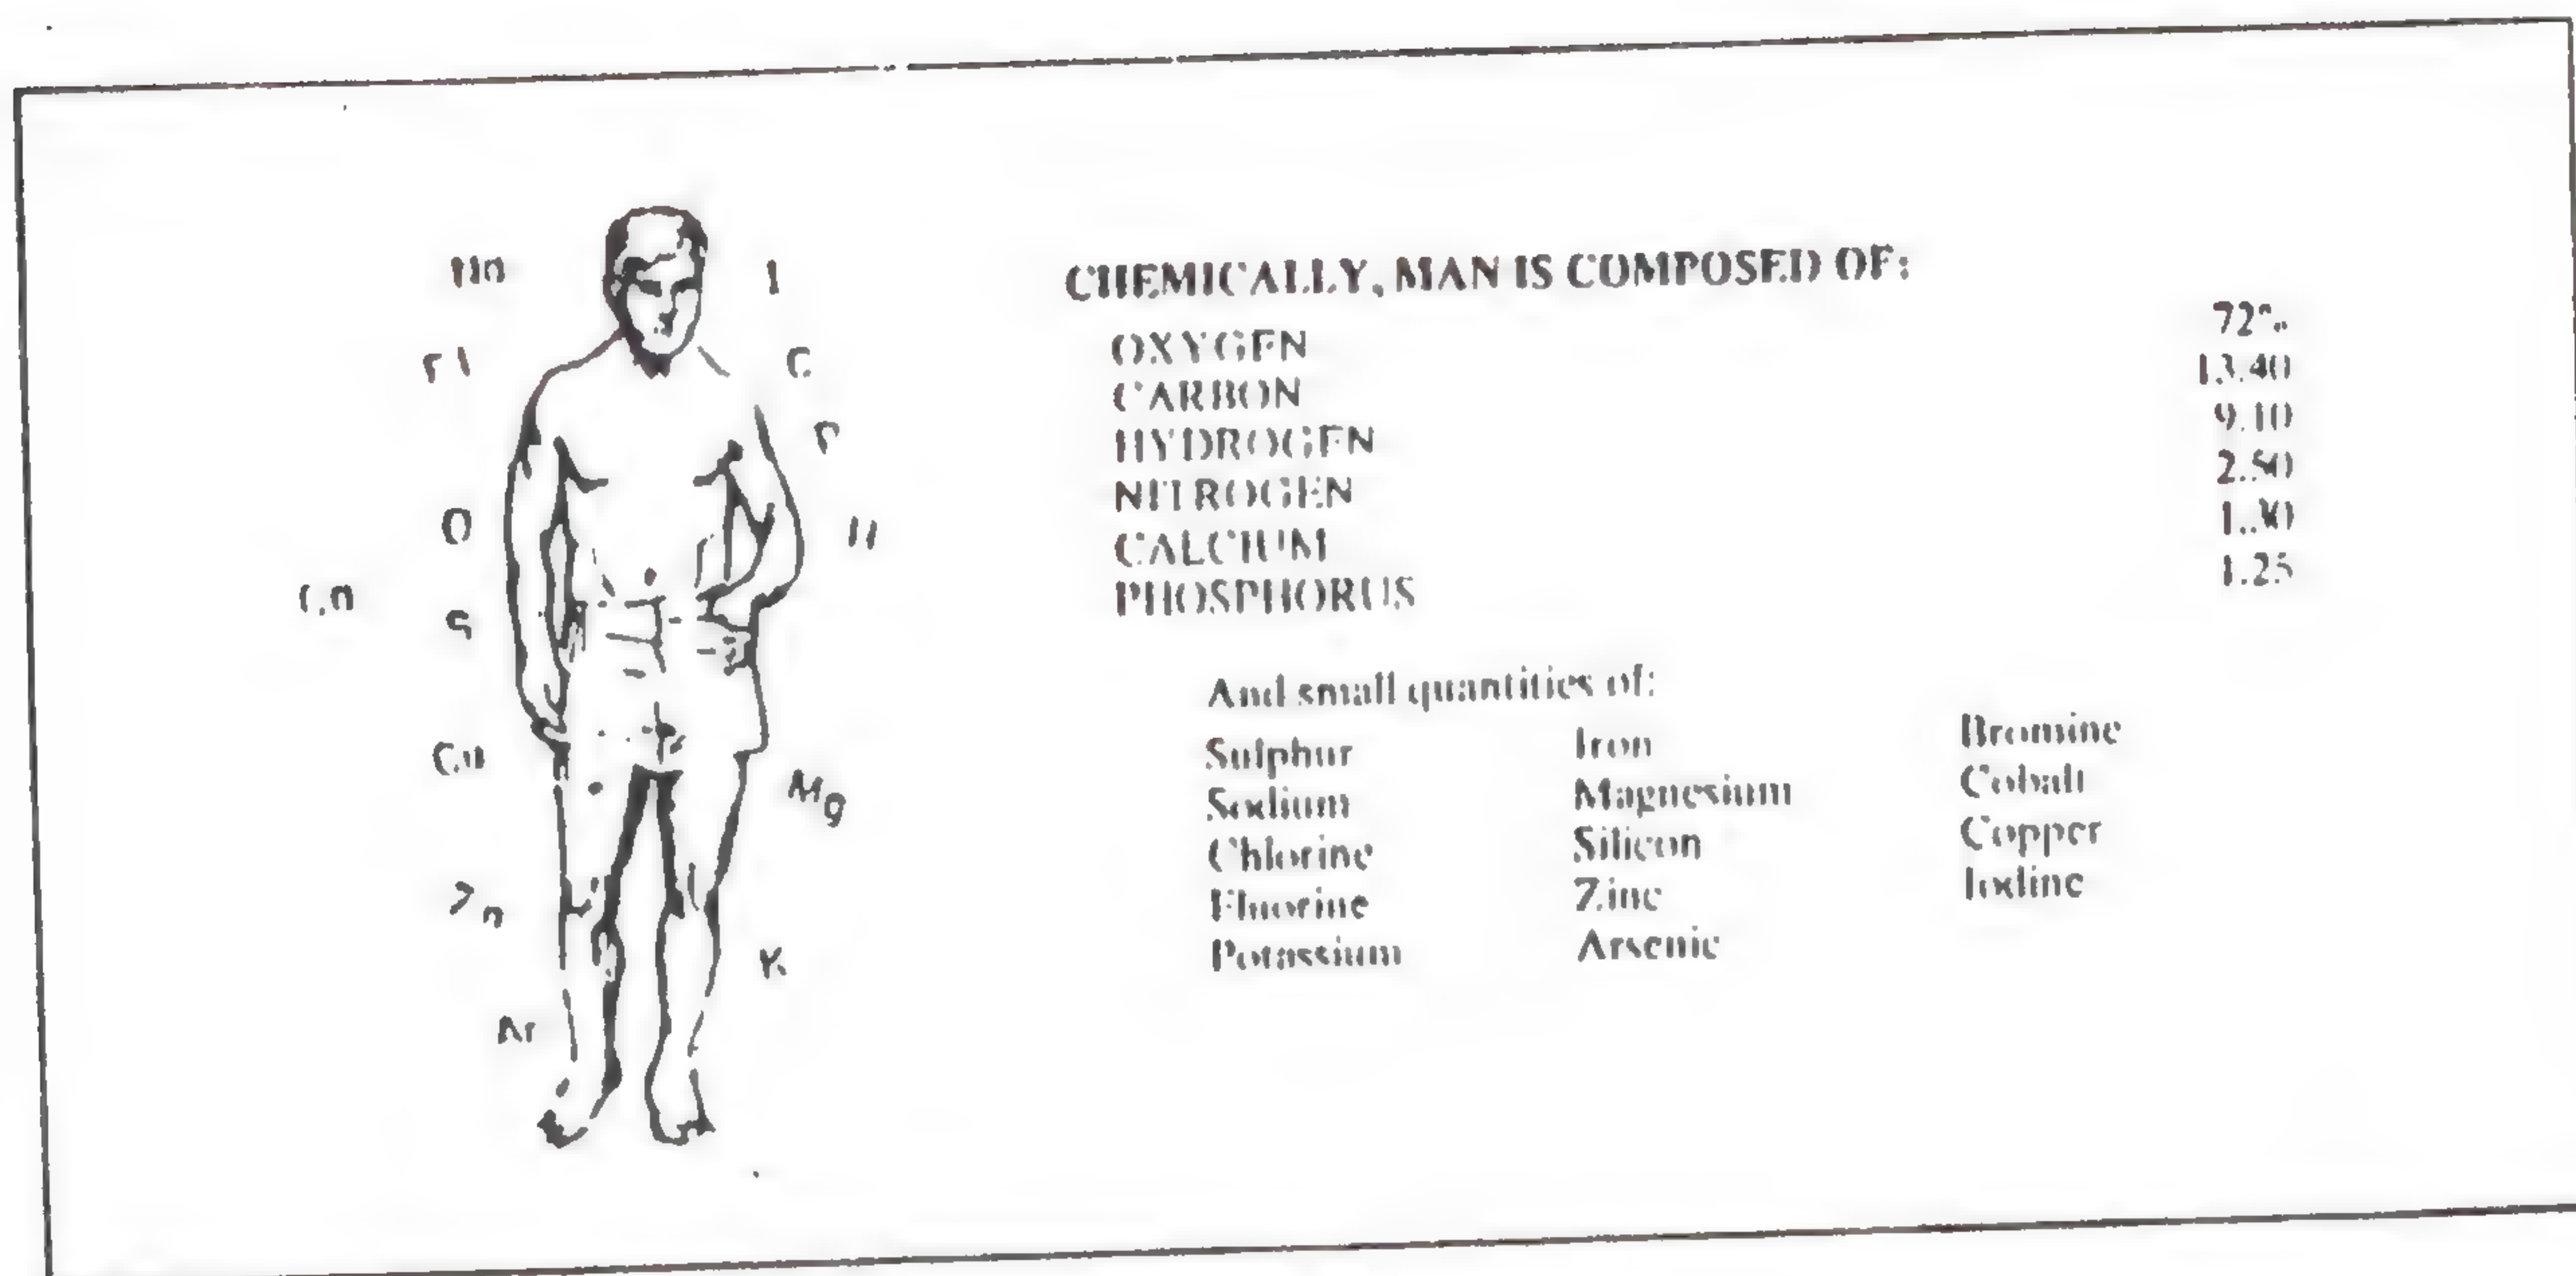 CHEMICALLY, MAN IS COMPOSED OF:
OXYGEN 72%
CARBON 13.40
HYDROGEN 9.10
NITROGEN 2.50
CALCIUM 1.30
PHOSPHORUS 1.25
And small quantities of:
Sulphur Iron Bromine
Sodium Magnesium Cobalt
Chlorine Silicon Copper
Fluorine Zinc Iodine
Potassium Arsenic
I
C
P
O
H
S
Mg
Zn
K
Ar